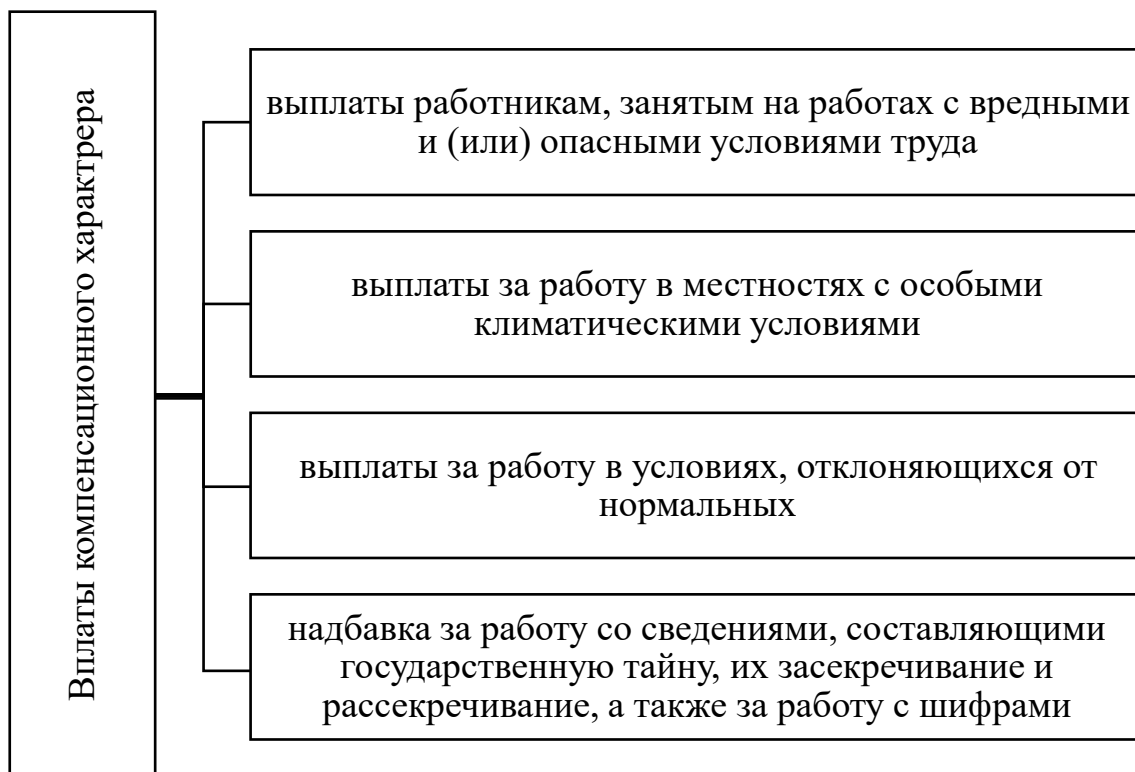 Вплаты компенсационного характрера
выплаты работникам, занятым на работах с вредными
и (или) опасными условиями труда
выплаты за работу в местностях с особыми
климатическими условиями
выплаты за работу в условиях, отклоняющихся от
нормальных
надбавка за работу со сведениями, составляющими
государственную тайну, их засекречивание и
рассекречивание, а также за работу с шифрами